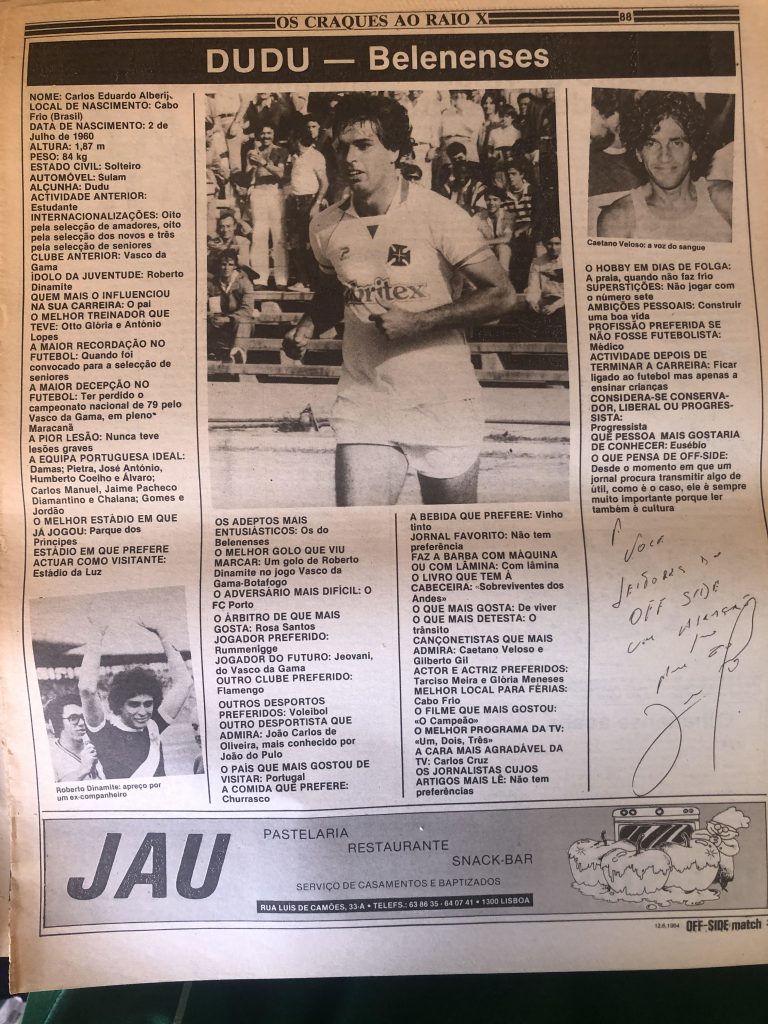 OS CRAQUES AO RAIO X
88
DUDU — Belenenses
NOME: Carlos Eduardo Alberi
LOCAL DE NASCIMENTO: Cabo
Frio (Brasil)
DATA DE NASCIMENTO: 2 de
Julho de 1960
ALTURA: 1,87 m
PESO: 84 kg
ESTADO CIVIL: Solteiro
AUTOMÓVEL: Sulam
ALCUNHA: Dudu
ACTIVIDADE ANTERIOR:
Estudante
INTERNACIONALIZAÇÕES: Oito
pela selecção de amadores, oito
pela selecção dos novos e três
pela selecção de seniores
CLUBE ANTERIOR: Vasco da
Gama
ÍDOLO DA JUVENTUDE: Roberto
Dinamite
QUEM MAIS O INFLUENCIOU
NA SUA CARREIRA: O pai
O MELHOR TREINADOR QUE
TEVE: Otto Glória e António
Lopes
A MAIOR RECORDAÇÃO NO
FUTEBOL: Quando foi
convocado para a selecção de
seniores
A MAIOR DECEPÇÃO NO
FUTEBOL: Ter perdido o
campeonato nacional de 79 pelo
Vasco da Gama, em pleno
Maracanã
A PIOR LESÃO: Nunca teve
lesões graves
A EQUIPA PORTUGUESA IDEAL:
Damas; Pietra, José António,
Humberto Coelho e Álvaro;
Carlos Manuel, Jaime Pacheco
Diamantino e Chalana; Gomes e
Jordão
O MELHOR ESTÁDIO EM QUE
JÁ JOGOU: Parque dos
Príncipes
ESTÁDIO EM QUE PREFERE
ACTUAR COMO VISITANTE:
Estádio da Luz
Roberto Dinamite: apreço por
um ex-companheiro
britex
OS ADEPTOS MAIS
ENTUSIÁSTICOS: Os do
Belenenses
O MELHOR GOLO QUE VIU
MARCAR: Um golo de Roberto
Dinamite no jogo Vasco da
Gama-Botafogo
O ADVERSÁRIO MAIS DIFÍCIL: O
FC Porto
O ÁRBITRO DE QUE MAIS
GOSTA: Rosa Santos
JOGADOR PREFERIDO:
Rummenigge
JOGADOR DO FUTURO: Jeovani,
do Vasco da Gama
OUTRO CLUBE PREFERIDO:
Flamengo
OUTROS DESPORTOS
PREFERIDOS: Voleibol
OUTRO DESPORTISTA QUE
ADMIRA: João Carlos de
Oliveira, mais conhecido por
João do Pulo
O PAÍS QUE MAIS GOSTOU DE
VISITAR: Portugal
A COMIDA QUE PREFERE:
Churrasco
A BEBIDA QUE PREFERE: Vinho
tinto
JORNAL FAVORITO: Não tem
preferência
FAZ A BARBA COM MÁQUINA
OU COM LÂMINA: Com lâmina
O LIVRO QUE TEM À
CABECEIRA: «Sobreviventes dos
Andes»
O QUE MAIS GOSTA: De viver
O QUE MAIS DETESTA: O
trânsito
CANÇONETISTAS QUE MAIS
ADMIRA: Caetano Veloso e
Gilberto Gil
ACTOR E ACTRIZ PREFERIDOS:
Tarciso Meira e Glória Meneses
MELHOR LOCAL PARA FÉRIAS:
Cabo Frio
O FILME QUE MAIS GOSTOU:
«O Campeão»
O MELHOR PROGRAMA DA TV:
«Um, Dois, Três»
A CARA MAIS AGRADÁVEL DA
TV: Carlos Cruz
OS JORNALISTAS CUJOS
ARTIGOS MAIS LÊ: Não tem
preferências
Caetano Veloso: a voz do sangue
O HOBBY EM DIAS DE FOLGA:
A praia, quando não faz frio
SUPERSTIÇÕES: Não jogar com
o número sete
AMBIÇÕES PESSOAIS: Construir
uma boa vida
PROFISSÃO PREFERIDA SE
NÃO FOSSE FUTEBOLISTA:
Médico
ACTIVIDADE DEPOIS DE
TERMINAR A CARREIRA: Ficar
ligado ao futebol mas apenas a
ensinar crianças
CONSIDERA-SE CONSERVA-
DOR, LIBERAL OU PROGRES-
SISTA:
Progressista
QUE PESSOA MAIS GOSTARIA
DE CONHECER: Eusébio
O QUE PENSA DE OFF-SIDE:
Desde o momento em que um
jornal procura transmitir algo de
útil, como é o caso, ele é sempre
muito importante porque ler
também é cultura
OFF SIDE
JAU
PASTELARIA
RESTAURANTE
SNACK-BAR
SERVIÇO DE CASAMENTOS E BAPTIZADOS
RUA LUÍS DE CAMÕES, 33-A • TELEFS.: 63 86 35 - 64 07 41 • 1300 LISBOA
12.6.1984 OFF-SIDE match